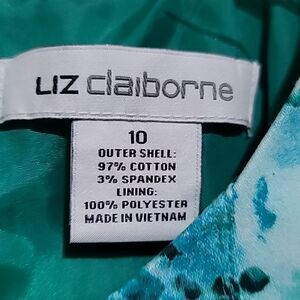 LIZ claiborne
10
OUTER SHELL:
97% COTTON
3% SPANDEX
LINING:
100% POLYESTER
MADE IN VIETNAM